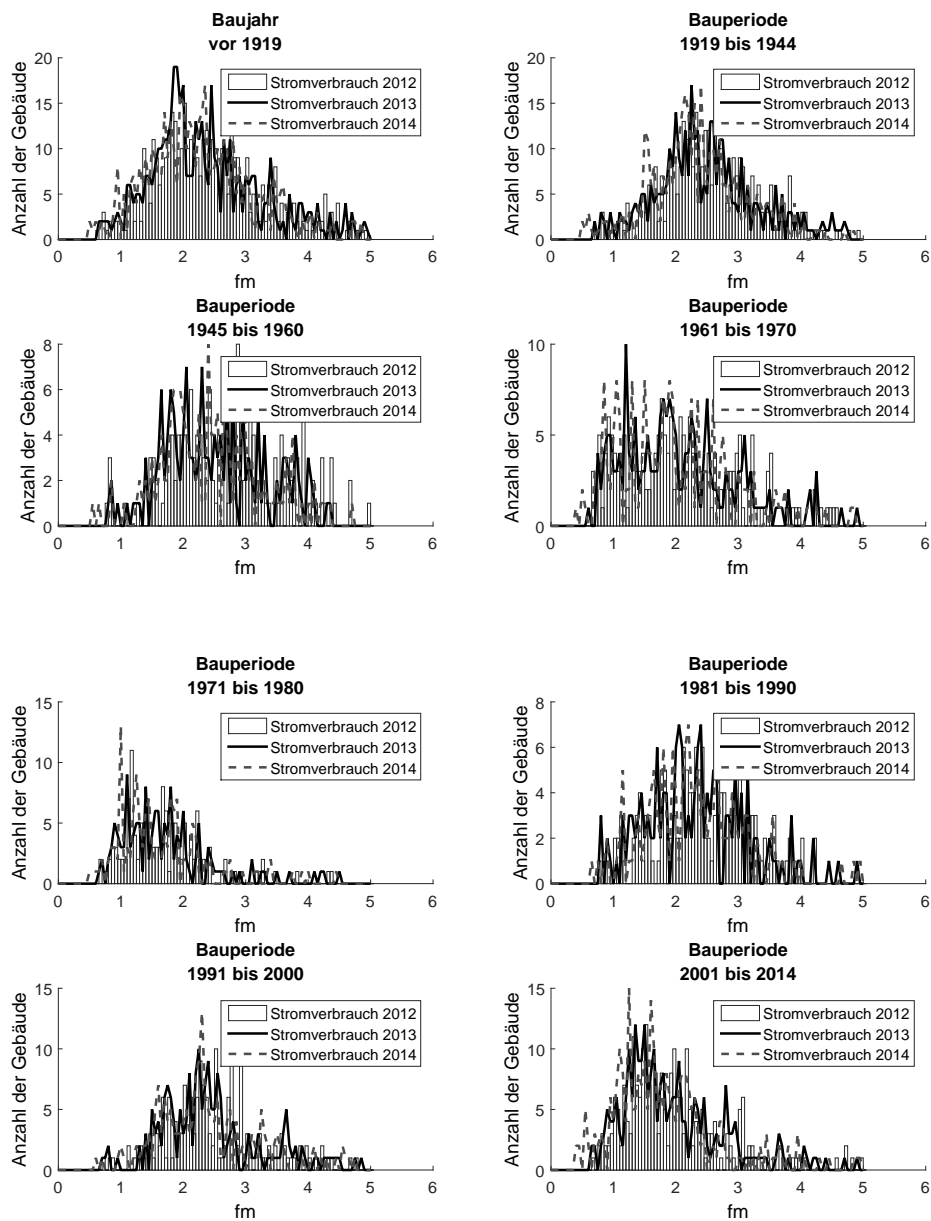 Baujahr
vor 1919
Anzahl der Gebäude
20
15
10
5
0
Stromverbrauch 2012
Stromverbrauch 2013
Stromverbrauch 2014
0 1 2 3 4 5 6
fm
Bauperiode
1919 bis 1944
Anzahl der Gebäude
20
15
10
5
0
Stromverbrauch 2012
Stromverbrauch 2013
Stromverbrauch 2014
0 1 2 3 4 5 6
fm
Bauperiode
1945 bis 1960
Anzahl der Gebäude
8
6
4
2
0
Stromverbrauch 2012
Stromverbrauch 2013
Stromverbrauch 2014
0 1 2 3 4 5 6
fm
Bauperiode
1961 bis 1970
Anzahl der Gebäude
10
5
0
Stromverbrauch 2012
Stromverbrauch 2013
Stromverbrauch 2014
0 1 2 3 4 5 6
fm
Bauperiode
1971 bis 1980
Anzahl der Gebäude
15
10
5
0
Stromverbrauch 2012
Stromverbrauch 2013
Stromverbrauch 2014
0 1 2 3 4 5 6
fm
Bauperiode
1981 bis 1990
Anzahl der Gebäude
8
6
4
2
0
Stromverbrauch 2012
Stromverbrauch 2013
Stromverbrauch 2014
0 1 2 3 4 5 6
fm
Bauperiode
1991 bis 2000
Anzahl der Gebäude
15
10
5
0
Stromverbrauch 2012
Stromverbrauch 2013
Stromverbrauch 2014
0 1 2 3 4 5 6
fm
Bauperiode
2001 bis 2014
Anzahl der Gebäude
15
10
5
0
Stromverbrauch 2012
Stromverbrauch 2013
Stromverbrauch 2014
0 1 2 3 4 5 6
fm